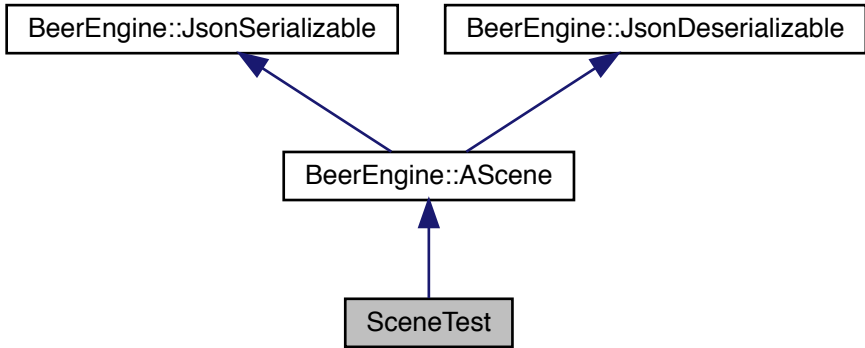 BeerEngine::JsonSerializable
BeerEngine::JsonDeserializable
BeerEngine::AScene
SceneTest